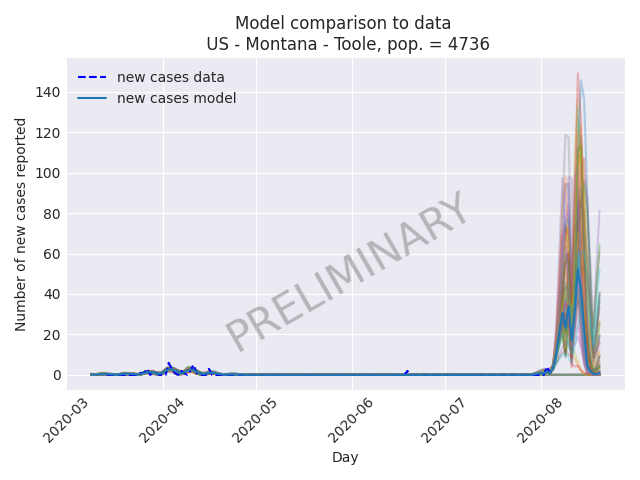 Model comparison to data
US - Montana - Toole, pop. = 4736
new cases data
new cases model
Number of new cases reported
140
120
100
80
60
40
20
0
PRELIMINARY
2020-03
2020-04
2020-05
2020-06
2020-07
2020-08
Day